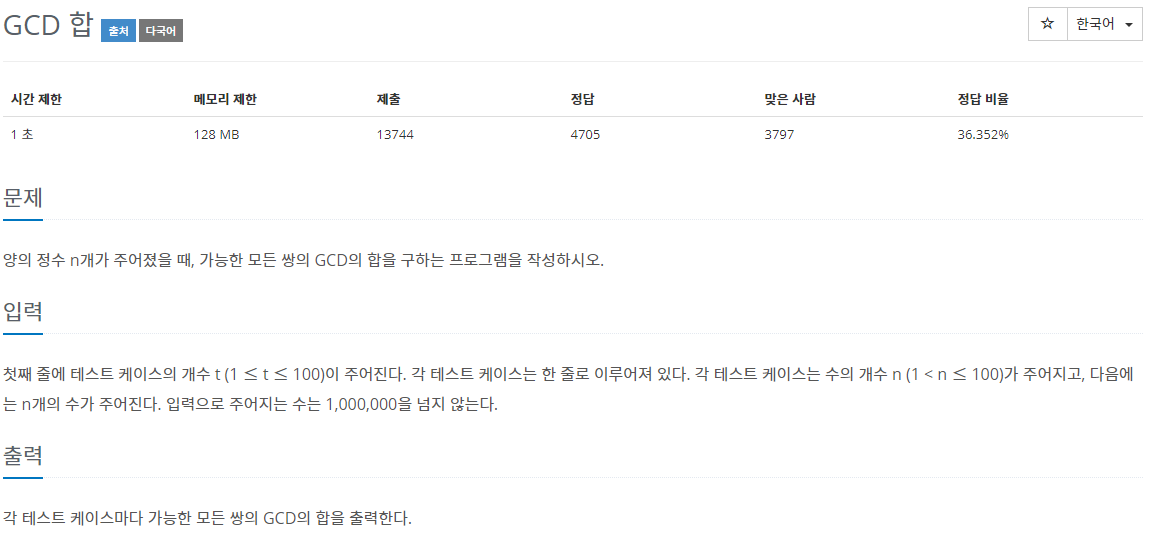 GCD 합 출처 다국어 ☆ 한국어
시간 제한 메모리 제한 제출 정답 맞은 사람 정답 비율
1 초 128 MB 13744 4705 3797 36.352%
문제
양의 정수 n개가 주어졌을 때, 가능한 모든 쌍의 GCD의 합을 구하는 프로그램을 작성하시오.
입력
첫째 줄에 테스트 케이스의 개수 t (1 ≤ t ≤ 100)이 주어진다. 각 테스트 케이스는 한 줄로 이루어져 있다. 각 테스트 케이스는 수의 개수 n (1 < n ≤ 100)가 주어지고, 다음에
는 n개의 수가 주어진다. 입력으로 주어지는 수는 1,000,000을 넘지 않는다.
출력
각 테스트 케이스마다 가능한 모든 쌍의 GCD의 합을 출력한다.